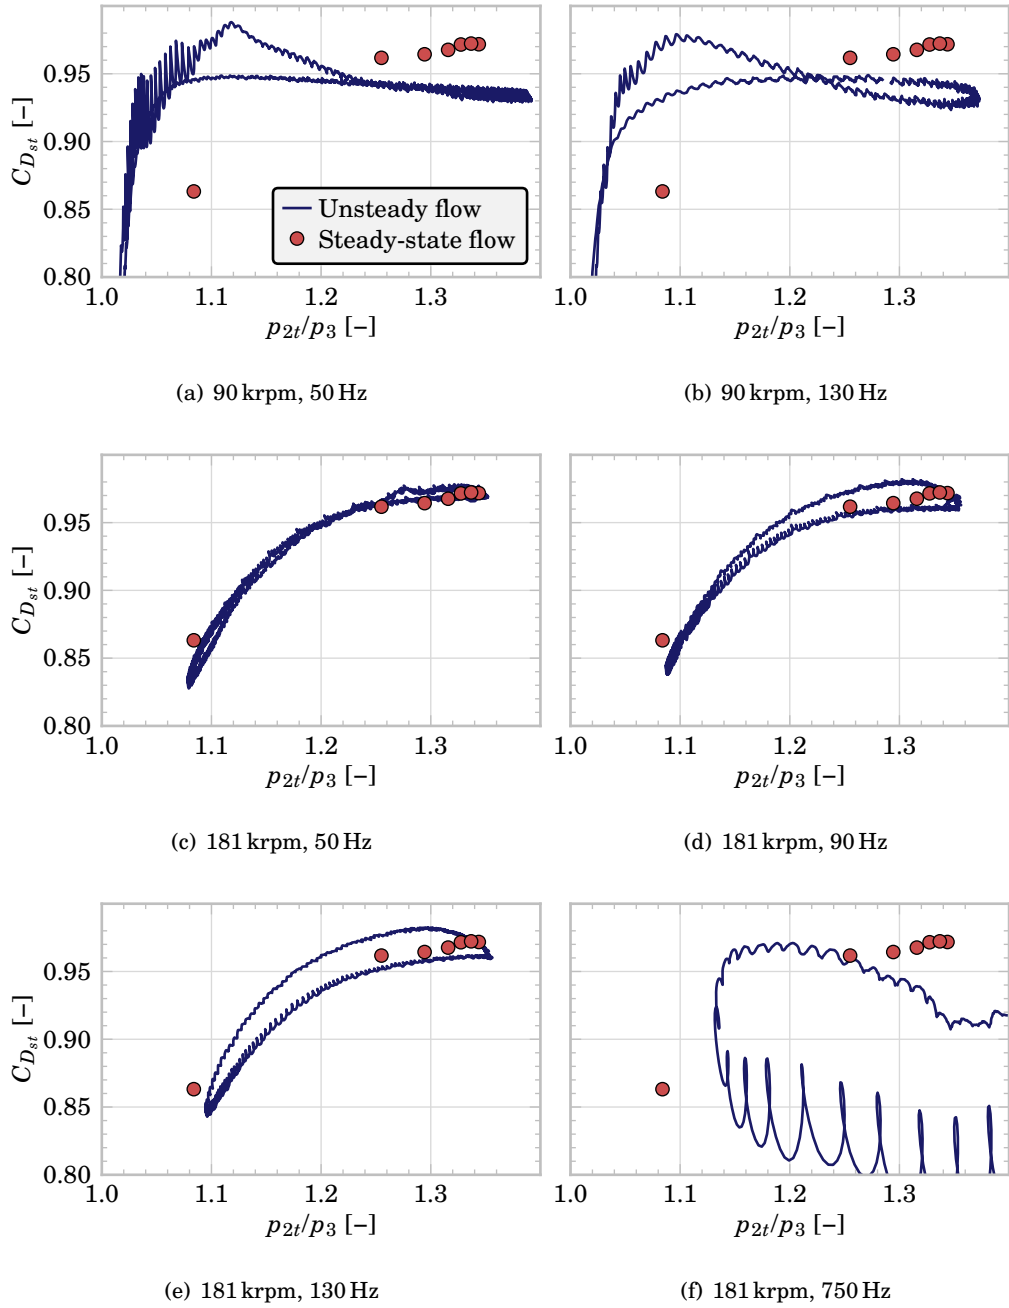 0.95
0.90
0.85
0.80
C_{D_{st}} [–]
Unsteady flow
Steady-state flow
1.0 1.1 1.2 1.3
p_{2t}/p_3 [–]
1.0 1.1 1.2 1.3
p_{2t}/p_3 [–]
(a) 90 krpm, 50 Hz
(b) 90 krpm, 130 Hz
0.95
0.90
0.85
0.80
C_{D_{st}} [–]
1.0 1.1 1.2 1.3
p_{2t}/p_3 [–]
1.0 1.1 1.2 1.3
p_{2t}/p_3 [–]
(c) 181 krpm, 50 Hz
(d) 181 krpm, 90 Hz
0.95
0.90
0.85
0.80
C_{D_{st}} [–]
1.0 1.1 1.2 1.3
p_{2t}/p_3 [–]
1.0 1.1 1.2 1.3
p_{2t}/p_3 [–]
(e) 181 krpm, 130 Hz
(f) 181 krpm, 750 Hz